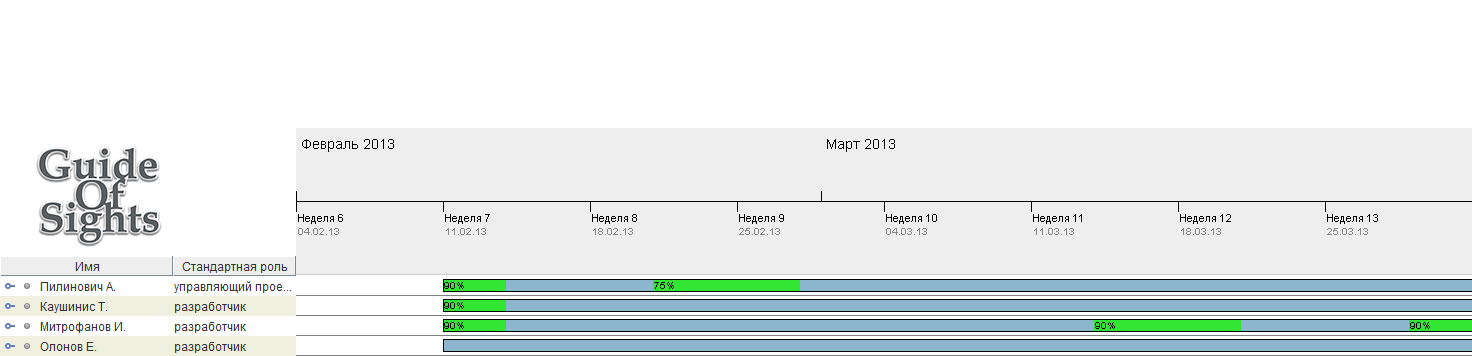 Guide
Of
Sights
Февраль 2013 Март 2013
Неделя 6 Неделя 7 Неделя 8 Неделя 9 Неделя 10 Неделя 11 Неделя 12 Неделя 13
04.02.13 11.02.13 18.02.13 25.02.13 04.03.13 11.03.13 18.03.13 25.03.13
Имя Стандартная роль
Пилинович А. управляющий прое... 90% 75%
Каушинис Т. разработчик 90%
Митрофанов И. разработчик 90% 90% 90%
Опонов Е. разработчик